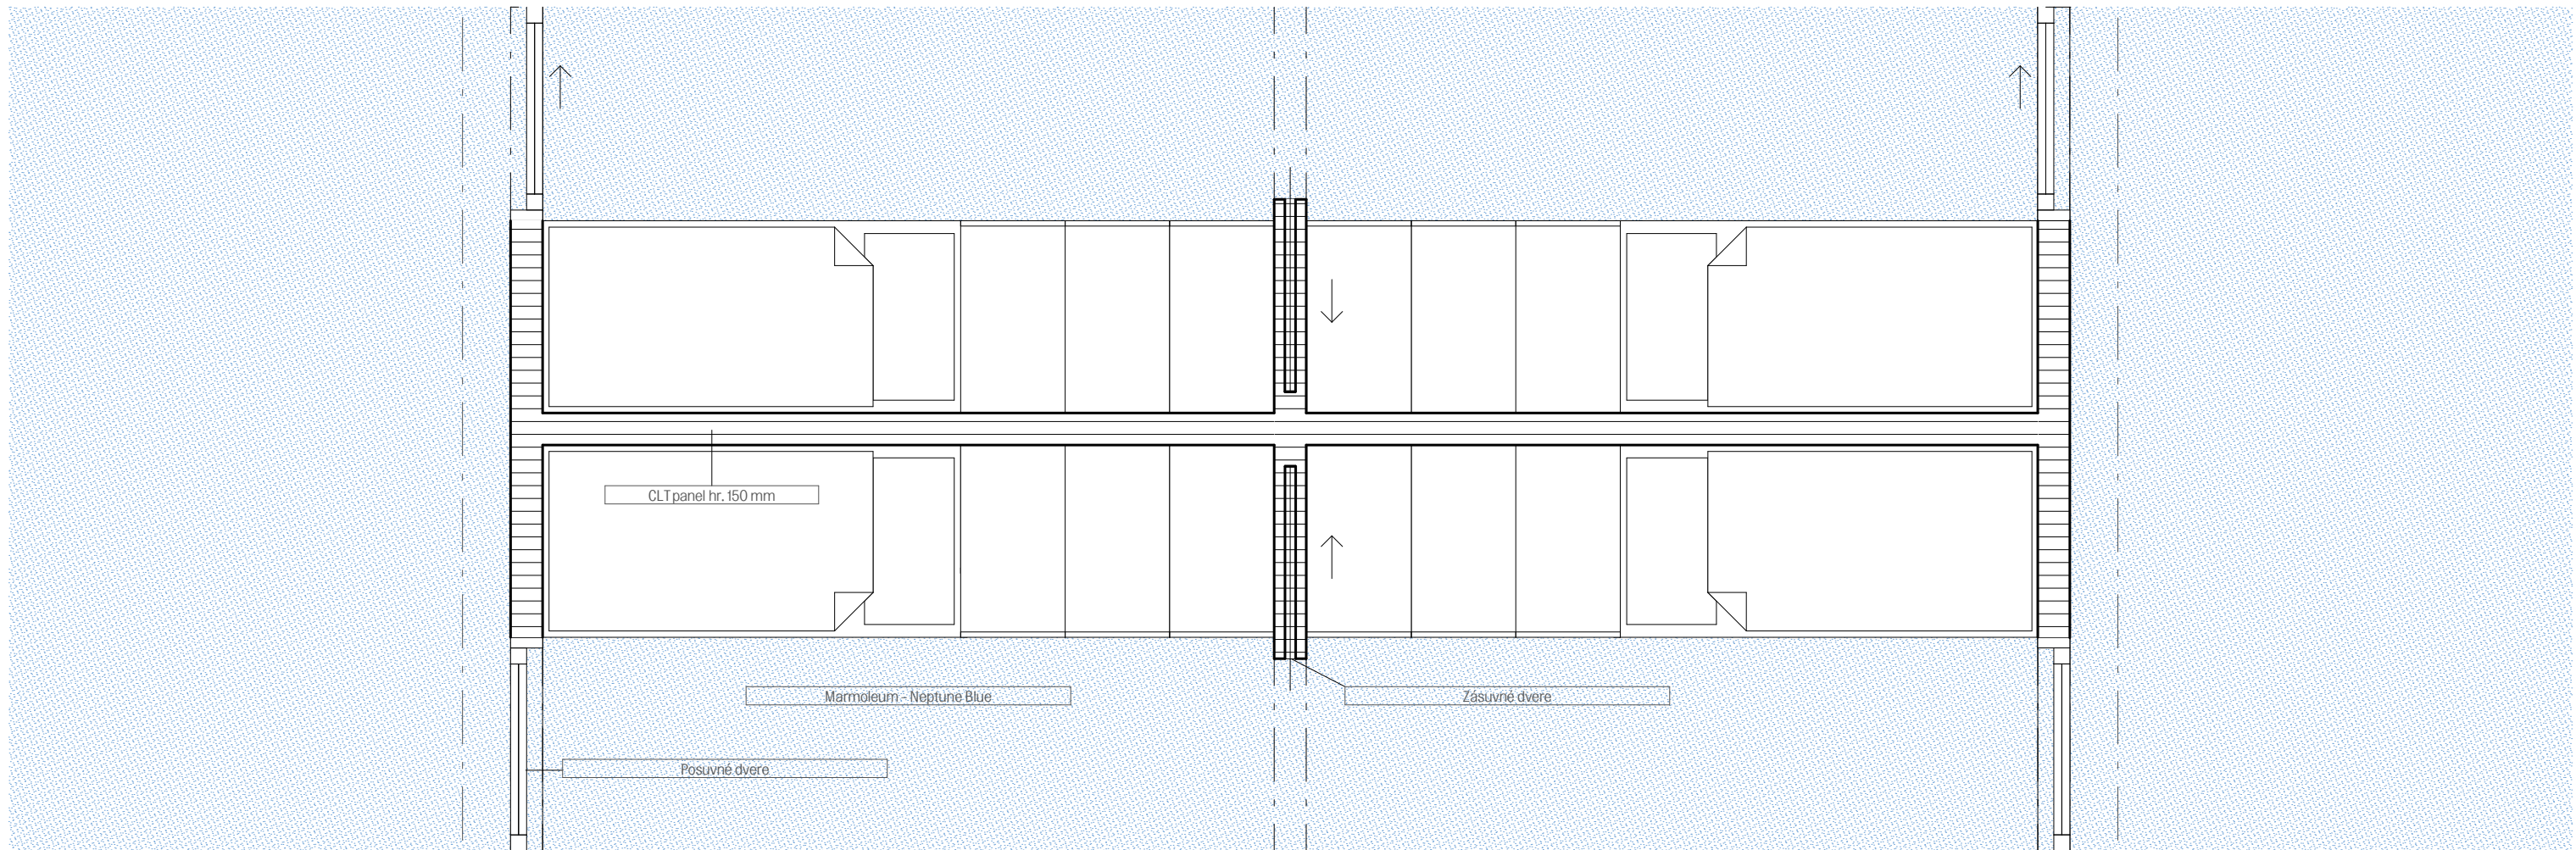 CLT panel hr. 150 mm
Marmoleum - Neptune Blue
Zásuvné dvere
Posuvné dvere